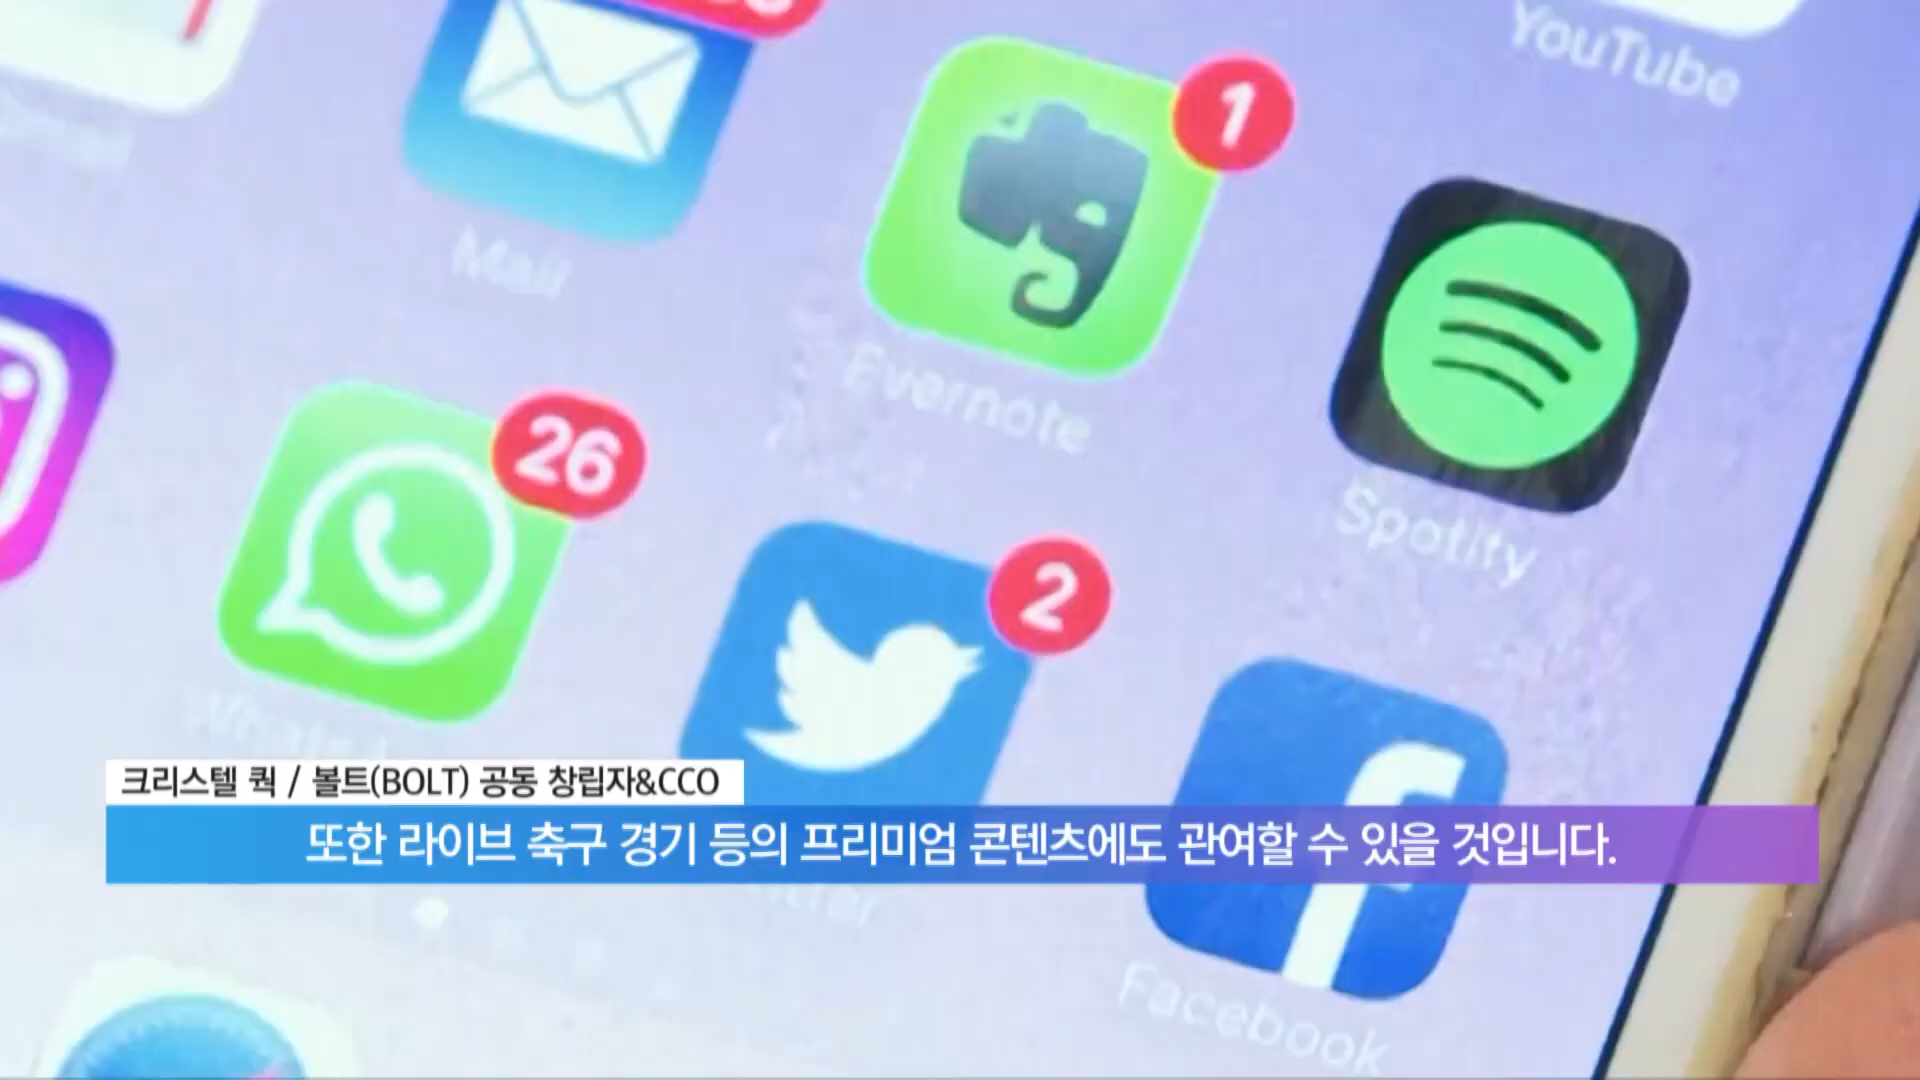 YouTube
1
Mail
Evernote
26
Spotify
2
크리스텔 쿽 / 볼트(BOLT) 공동 창립자&CCO
또한 라이브 축구 경기 등의 프리미엄 콘텐츠에도 관여할 수 있을 것입니다.
Facebook